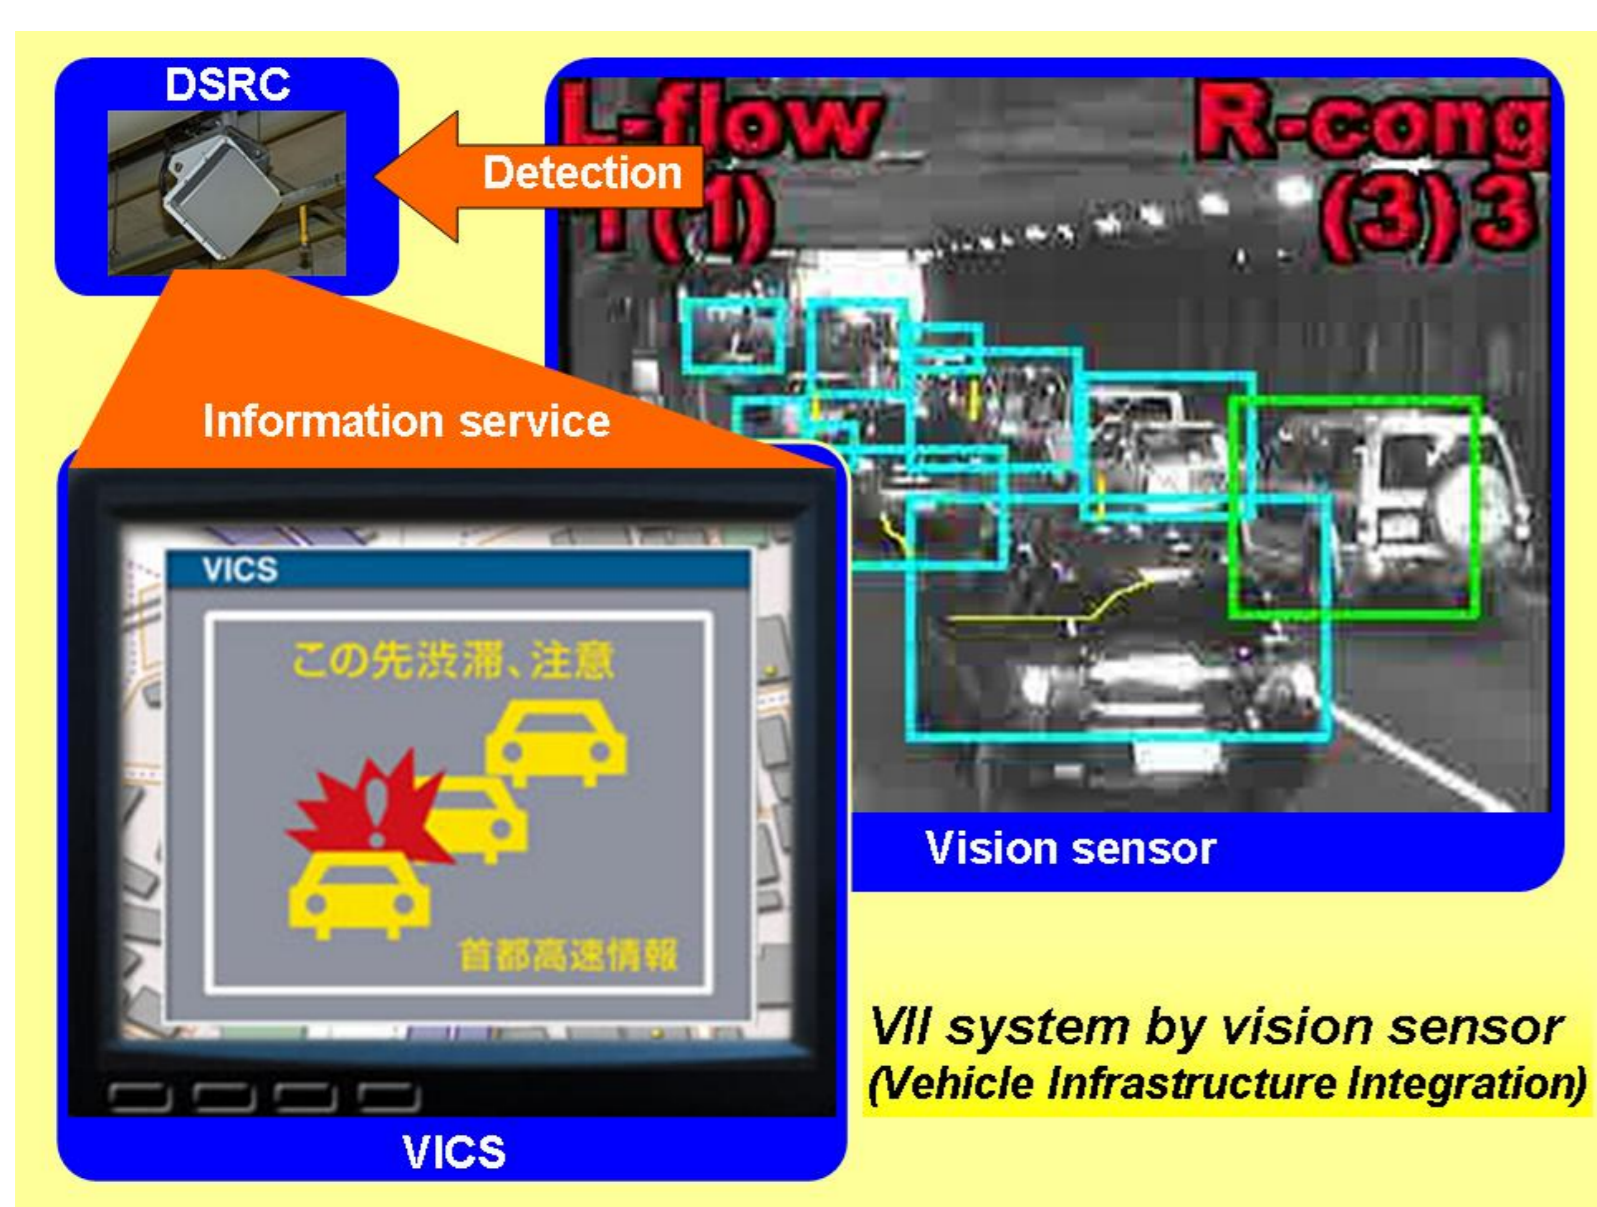 DSRC
L-flow
R-cong
Detection
1 (1)
(3) 3
Information service
VICS
この先渋滞、注意
!
首都高速情報
Vision sensor
VII system by vision sensor
(Vehicle Infrastructure Integration)
VICS